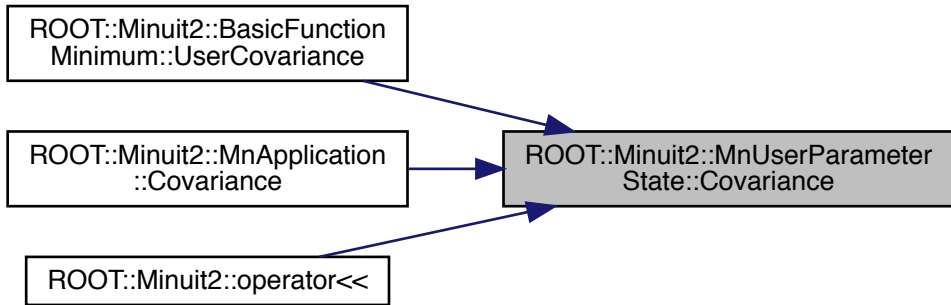 ROOT::Minuit2::BasicFunction
Minimum::UserCovariance
ROOT::Minuit2::MnApplication
::Covariance
ROOT::Minuit2::MnUserParameter
State::Covariance
ROOT::Minuit2::operator<<